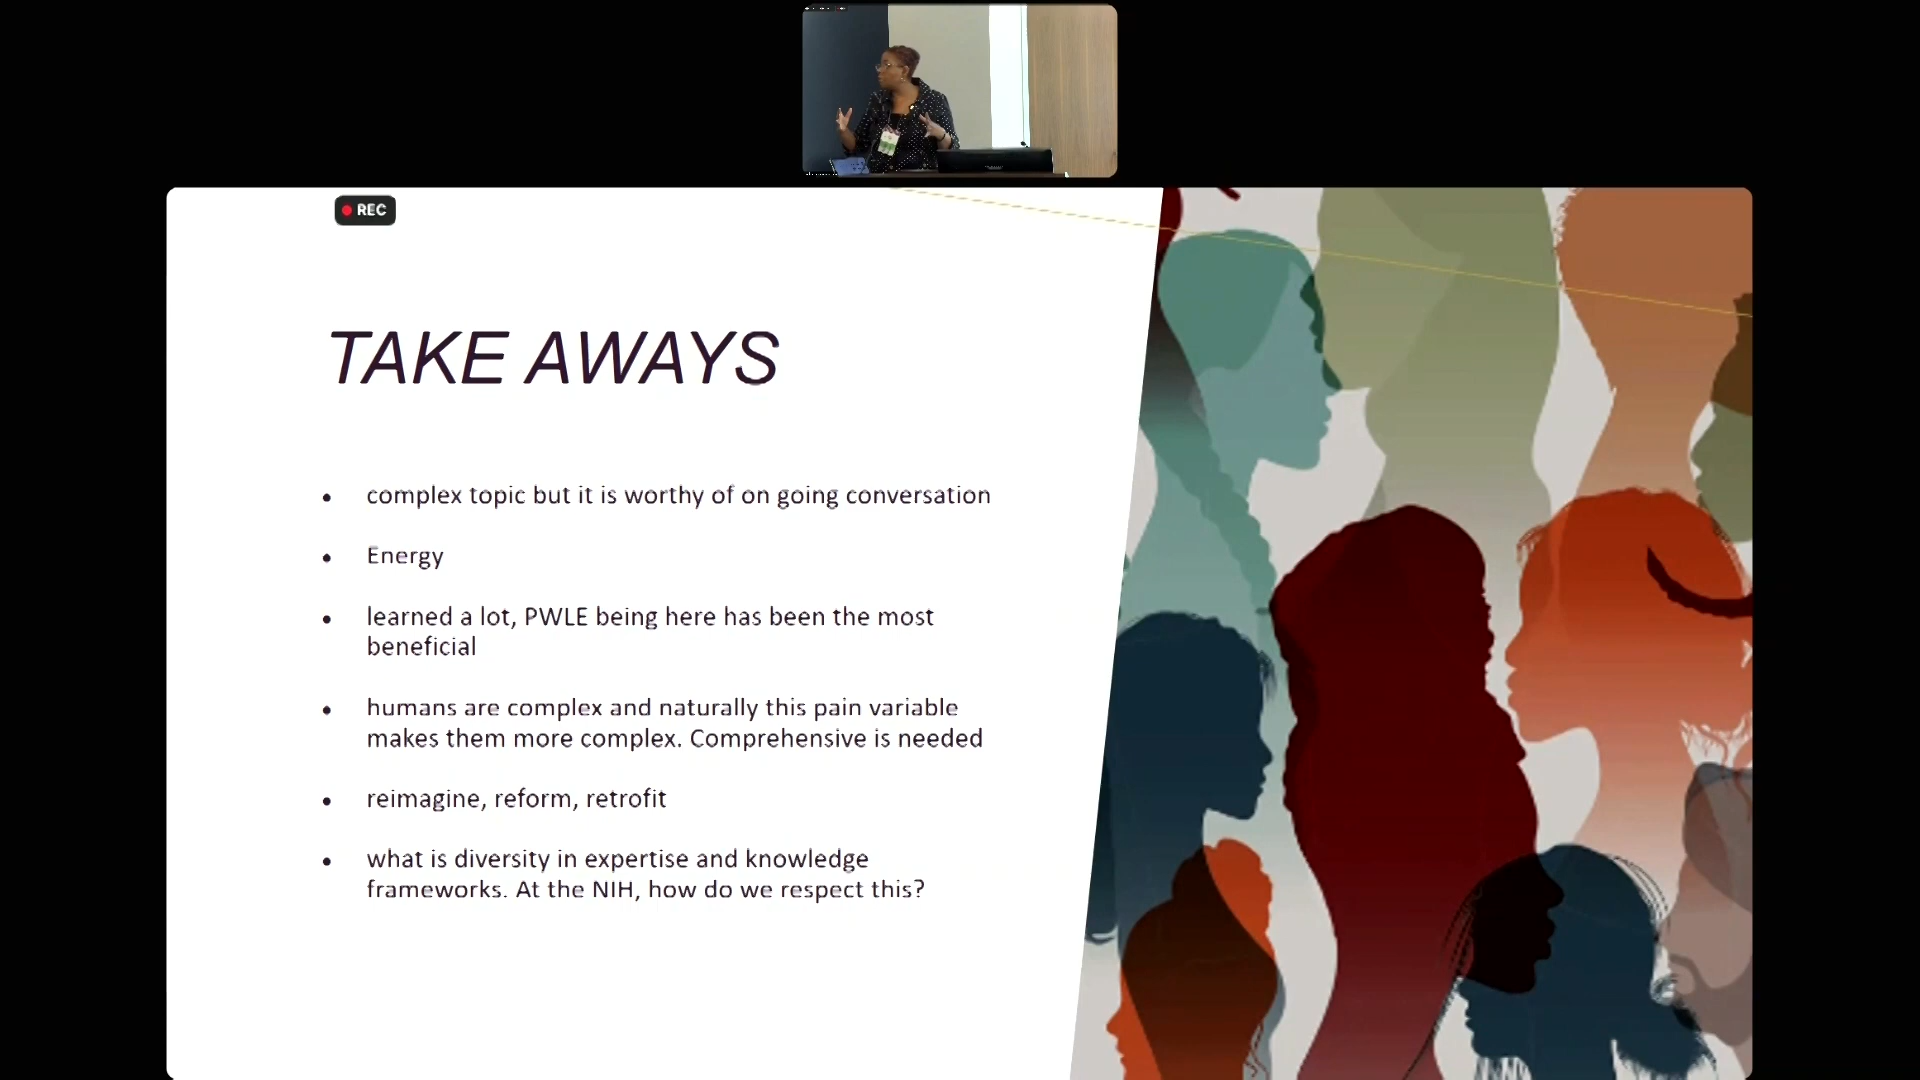 REC
TAKE AWAYS
• complex topic but it is worthy of on going conversation
• Energy
• learned a lot, PWLE being here has been the most
beneficial
• humans are complex and naturally this pain variable
makes them more complex. Comprehensive is needed
• reimagine, reform, retrofit
• what is diversity in expertise and knowledge
frameworks. At the NIH, how do we respect this?